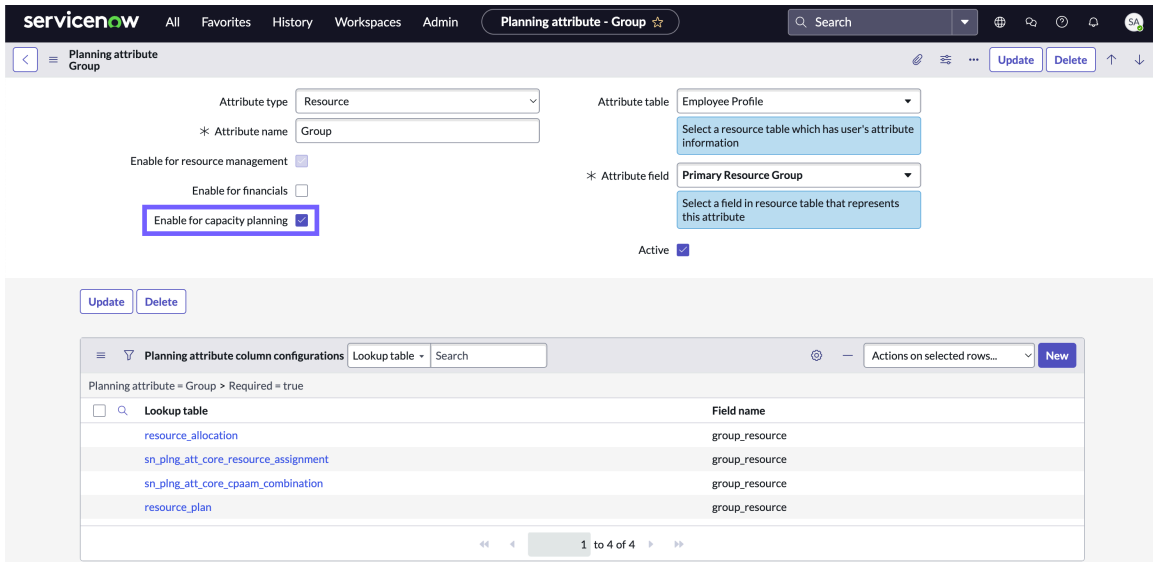 servicenow All Favorites History Workspaces Admin Planning attribute - Group Search SA
Planning attribute
Group
Update Delete
Attribute type Resource
Attribute table Employee Profile
Select a resource table which has user's attribute
information
Attribute name Group
Enable for resource management
Attribute field Primary Resource Group
Select a field in resource table that represents
this attribute
Enable for financials
Enable for capacity planning
Active
Update Delete
Planning attribute column configurations Lookup table Search Actions on selected rows... New
Planning attribute = Group > Required = true
Lookup table Field name
resource_allocation group_resource
sn_plng_att_core_resource_assignment group_resource
sn_plng_att_core_cpaam_combination group_resource
resource_plan group_resource
1 to 4 of 4